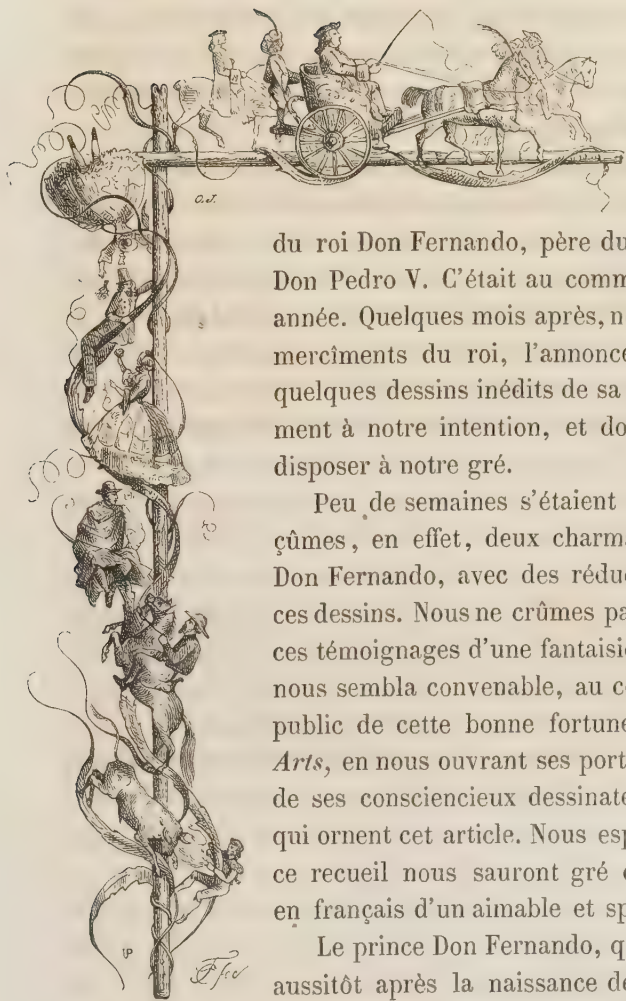 O. J.
du roi Don Fernando, père du
Don Pedro V. C'était au comm
année. Quelques mois après, n
mercîments du roi, l'annonce
quelques dessins inédits de sa
ment à notre intention, et do
disposer à notre gré.
Peu de semaines s'étaient
çûmes, en effet, deux charm
Don Fernando, avec des rédu
ces dessins. Nous ne crûmes pa
ces témoignages d'une fantaisie
nous sembla convenable, au c
public de cette bonne fortune
Arts, en nous ouvrant ses port
de ses consciencieux dessinate
qui ornent cet article. Nous esp
ce recueil nous sauront gré d
en français d'un aimable et sp
Le prince Don Fernando, q
aussitôt après la naissance de